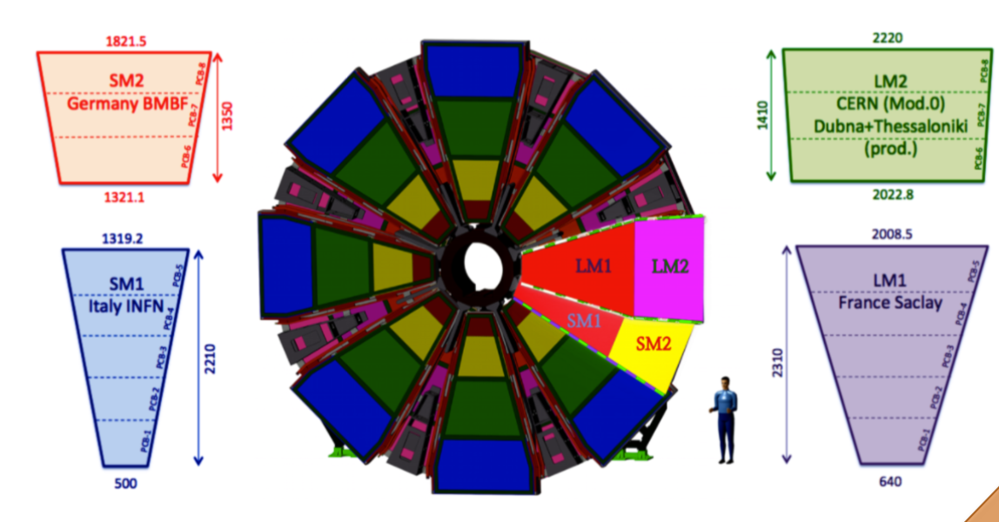 1821.5
SM2
Germany BMBF
PCB-8
PCB-7
PCB-6
1350
1321.1
1319.2
SM1
Italy INFN
PCB-5
PCB-4
PCB-3
PCB-2
PCB-1
2210
500
LM1
LM2
SM1
SM2
2220
LM2
CERN (Mod.0)
Dubna+Thessaloniki
(prod.)
PCB-8
PCB-7
PCB-6
1410
2022.8
2008.5
LM1
France Saclay
PCB-5
PCB-4
PCB-3
PCB-2
PCB-1
2310
640